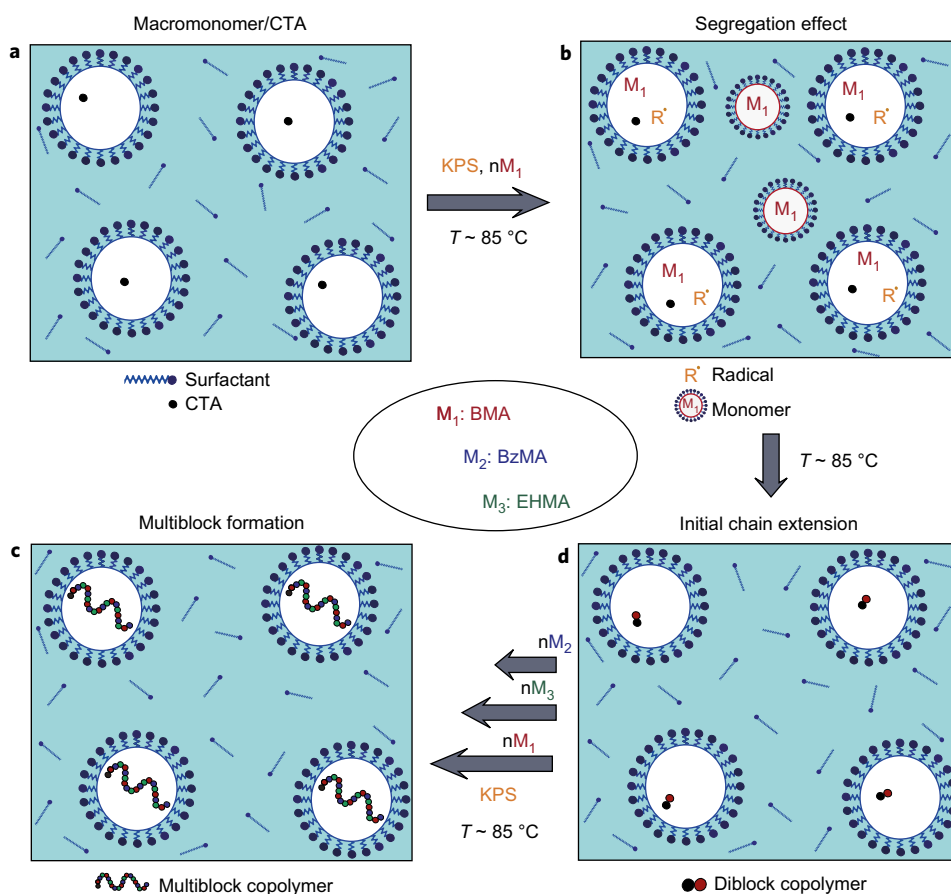 Macromonomer/CTA
Segregation effect
a
b
M1
R•
M1
M1
R•
M1
M1
R•
M1
R•
KPS, nM1
T ~ 85 °C
Surfactant
CTA
R• Radical
M1 Monomer
M1: BMA
M2: BzMA
M3: EHMA
T ~ 85 °C
Multiblock formation
Initial chain extension
c
d
nM2
nM3
nM1
KPS
T ~ 85 °C
Multiblock copolymer
Diblock copolymer